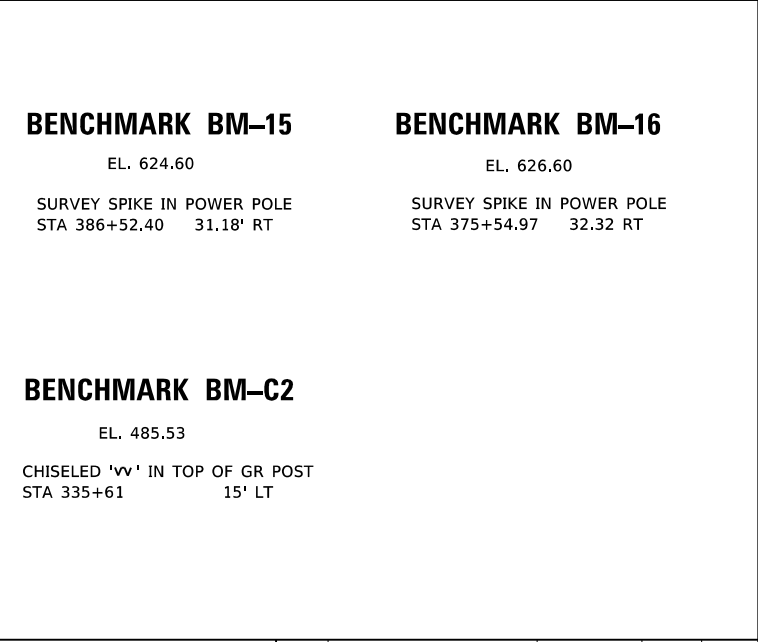 BENCHMARK BM–15
EL. 624.60
SURVEY SPIKE IN POWER POLE
STA 386+52.40 31.18' RT
BENCHMARK BM–16
EL. 626.60
SURVEY SPIKE IN POWER POLE
STA 375+54.97 32.32 RT
BENCHMARK BM–C2
EL. 485.53
CHISELED 'vv' IN TOP OF GR POST
STA 335+61 15' LT